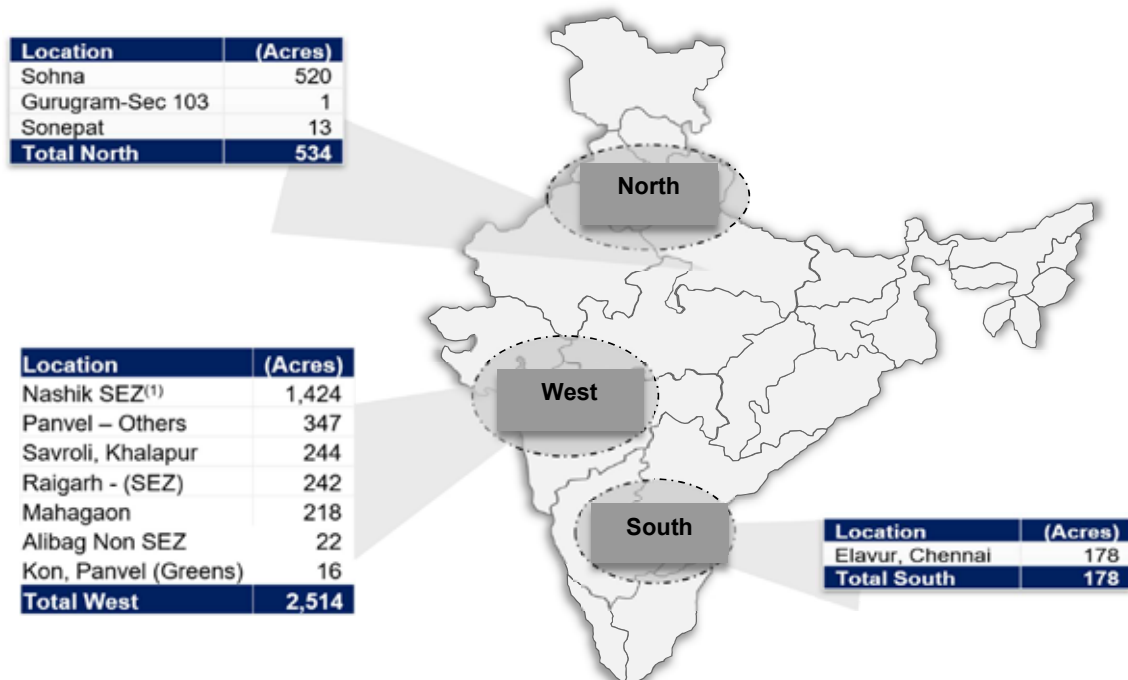 Location (Acres)
Sohna 520
Gurugram-Sec 103 1
Sonepat 13
Total North 534
North
Location (Acres)
Nashik SEZ(1) 1,424
Panvel – Others 347
Savroli, Khalapur 244
Raigarh - (SEZ) 242
Mahagaon 218
Alibag Non SEZ 22
Kon, Panvel (Greens) 16
Total West 2,514
West
South
Location (Acres)
Elavur, Chennai 178
Total South 178